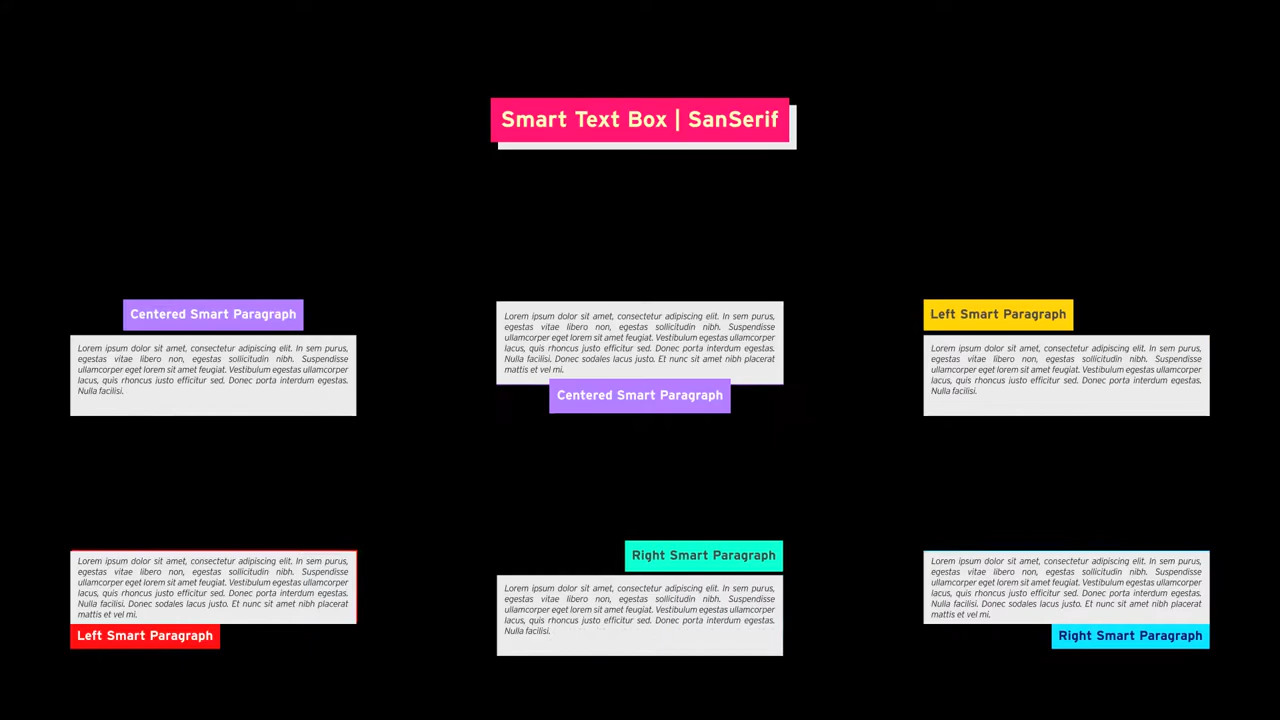 Smart Text Box | SanSerif
Centered Smart Paragraph
Lorem ipsum dolor sit amet, consectetur adipiscing elit. In sem purus,
egestas vitae libero non, egestas sollicitudin nibh. Suspendisse
ullamcorper eget lorem sit amet feugiat. Vestibulum egestas ullamcorper
lacus, quis rhoncus justo efficitur sed. Donec porta interdum egestas.
Nulla facilisi.
Lorem ipsum dolor sit amet, consectetur adipiscing elit. In sem purus,
egestas vitae libero non, egestas sollicitudin nibh. Suspendisse
ullamcorper eget lorem sit amet feugiat. Vestibulum egestas ullamcorper
lacus, quis rhoncus justo efficitur sed. Donec porta interdum egestas.
Nulla facilisi. Donec sodales lacus justo. Et nunc sit amet nibh placerat
mattis et vel mi.
Centered Smart Paragraph
Left Smart Paragraph
Lorem ipsum dolor sit amet, consectetur adipiscing elit. In sem purus,
egestas vitae libero non, egestas sollicitudin nibh. Suspendisse
ullamcorper eget lorem sit amet feugiat. Vestibulum egestas ullamcorper
lacus, quis rhoncus justo efficitur sed. Donec porta interdum egestas.
Nulla facilisi.
Lorem ipsum dolor sit amet, consectetur adipiscing elit. In sem purus,
egestas vitae libero non, egestas sollicitudin nibh. Suspendisse
ullamcorper eget lorem sit amet feugiat. Vestibulum egestas ullamcorper
lacus, quis rhoncus justo efficitur sed. Donec porta interdum egestas.
Nulla facilisi. Donec sodales lacus justo. Et nunc sit amet nibh placerat
mattis et vel mi.
Left Smart Paragraph
Right Smart Paragraph
Lorem ipsum dolor sit amet, consectetur adipiscing elit. In sem purus,
egestas vitae libero non, egestas sollicitudin nibh. Suspendisse
ullamcorper eget lorem sit amet feugiat. Vestibulum egestas ullamcorper
lacus, quis rhoncus justo efficitur sed. Donec porta interdum egestas.
Nulla facilisi.
Lorem ipsum dolor sit amet, consectetur adipiscing elit. In sem purus,
egestas vitae libero non, egestas sollicitudin nibh. Suspendisse
ullamcorper eget lorem sit amet feugiat. Vestibulum egestas ullamcorper
lacus, quis rhoncus justo efficitur sed. Donec porta interdum egestas.
Nulla facilisi. Donec sodales lacus justo. Et nunc sit amet nibh placerat
mattis et vel mi.
Right Smart Paragraph